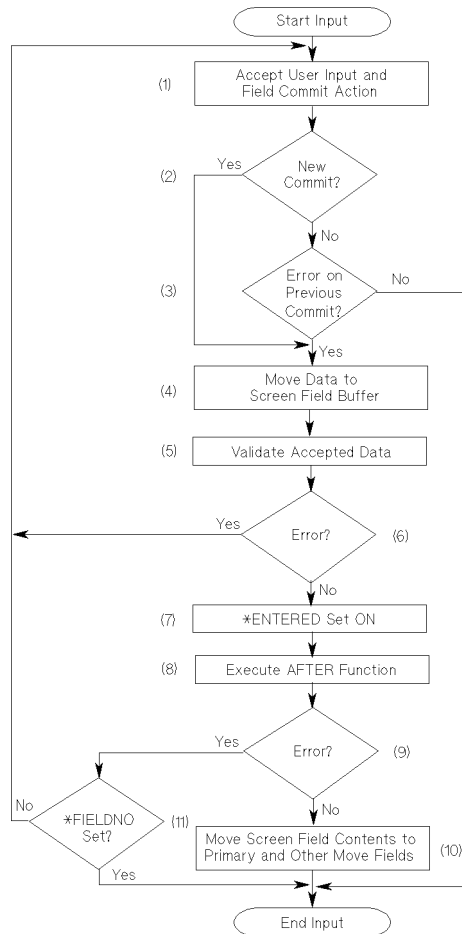 Start Input
(1)
Accept User Input and
Field Commit Action
(2)
Yes
New
Commit?
No
(3)
Error on
Previous
Commit?
No
Yes
(4)
Move Data to
Screen Field Buffer
(5)
Validate Accepted Data
Yes
Error?
(6)
No
(7)
*ENTERED Set ON
(8)
Execute AFTER Function
Yes
Error?
(9)
No
No
*FIELDNO
Set?
(11)
Yes
Move Screen Field Contents to
Primary and Other Move Fields
(10)
End Input